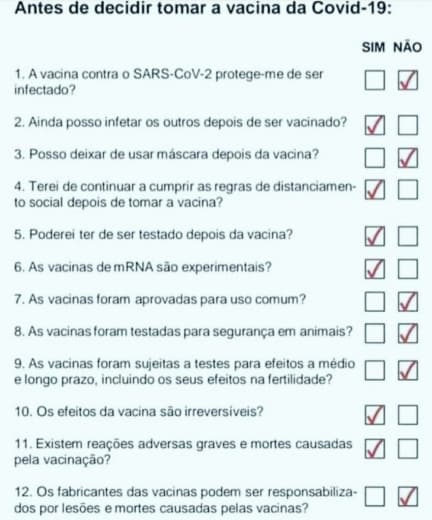 Antes de decidir tomar a vacina da Covid-19:
SIM NÃO
1. A vacina contra o SARS-CoV-2 protege-me de ser
infectado?
2. Ainda posso infetar os outros depois de ser vacinado?
3. Posso deixar de usar máscara depois da vacina?
4. Terei de continuar a cumprir as regras de distanciamen-
to social depois de tomar a vacina?
5. Poderei ter de ser testado depois da vacina?
6. As vacinas de mRNA são experimentais?
7. As vacinas foram aprovadas para uso comum?
8. As vacinas foram testadas para segurança em animais?
9. As vacinas foram sujeitas a testes para efeitos a médio
e longo prazo, incluindo os seus efeitos na fertilidade?
10. Os efeitos da vacina são irreversíveis?
11. Existem reações adversas graves e mortes causadas
pela vacinação?
12. Os fabricantes das vacinas podem ser responsabiliza-
dos por lesões e mortes causadas pelas vacinas?